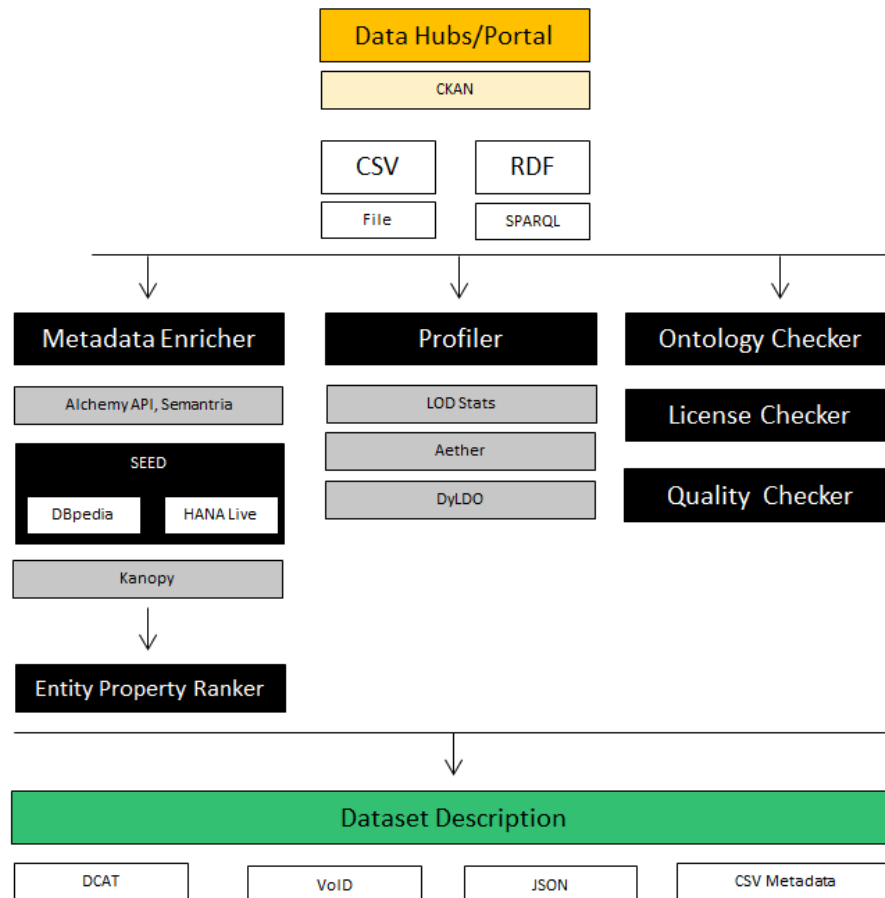 Data Hubs/Portal
CKAN
CSV
RDF
File
SPARQL
Metadata Enricher
Profiler
Ontology Checker
Alchemy API, Semantria
LOD Stats
License Checker
Aether
SEED
DBpedia
HANA Live
DyLDO
Quality Checker
Kanopy
Entity Property Ranker
Dataset Description
DCAT
VoID
JSON
CSV Metadata